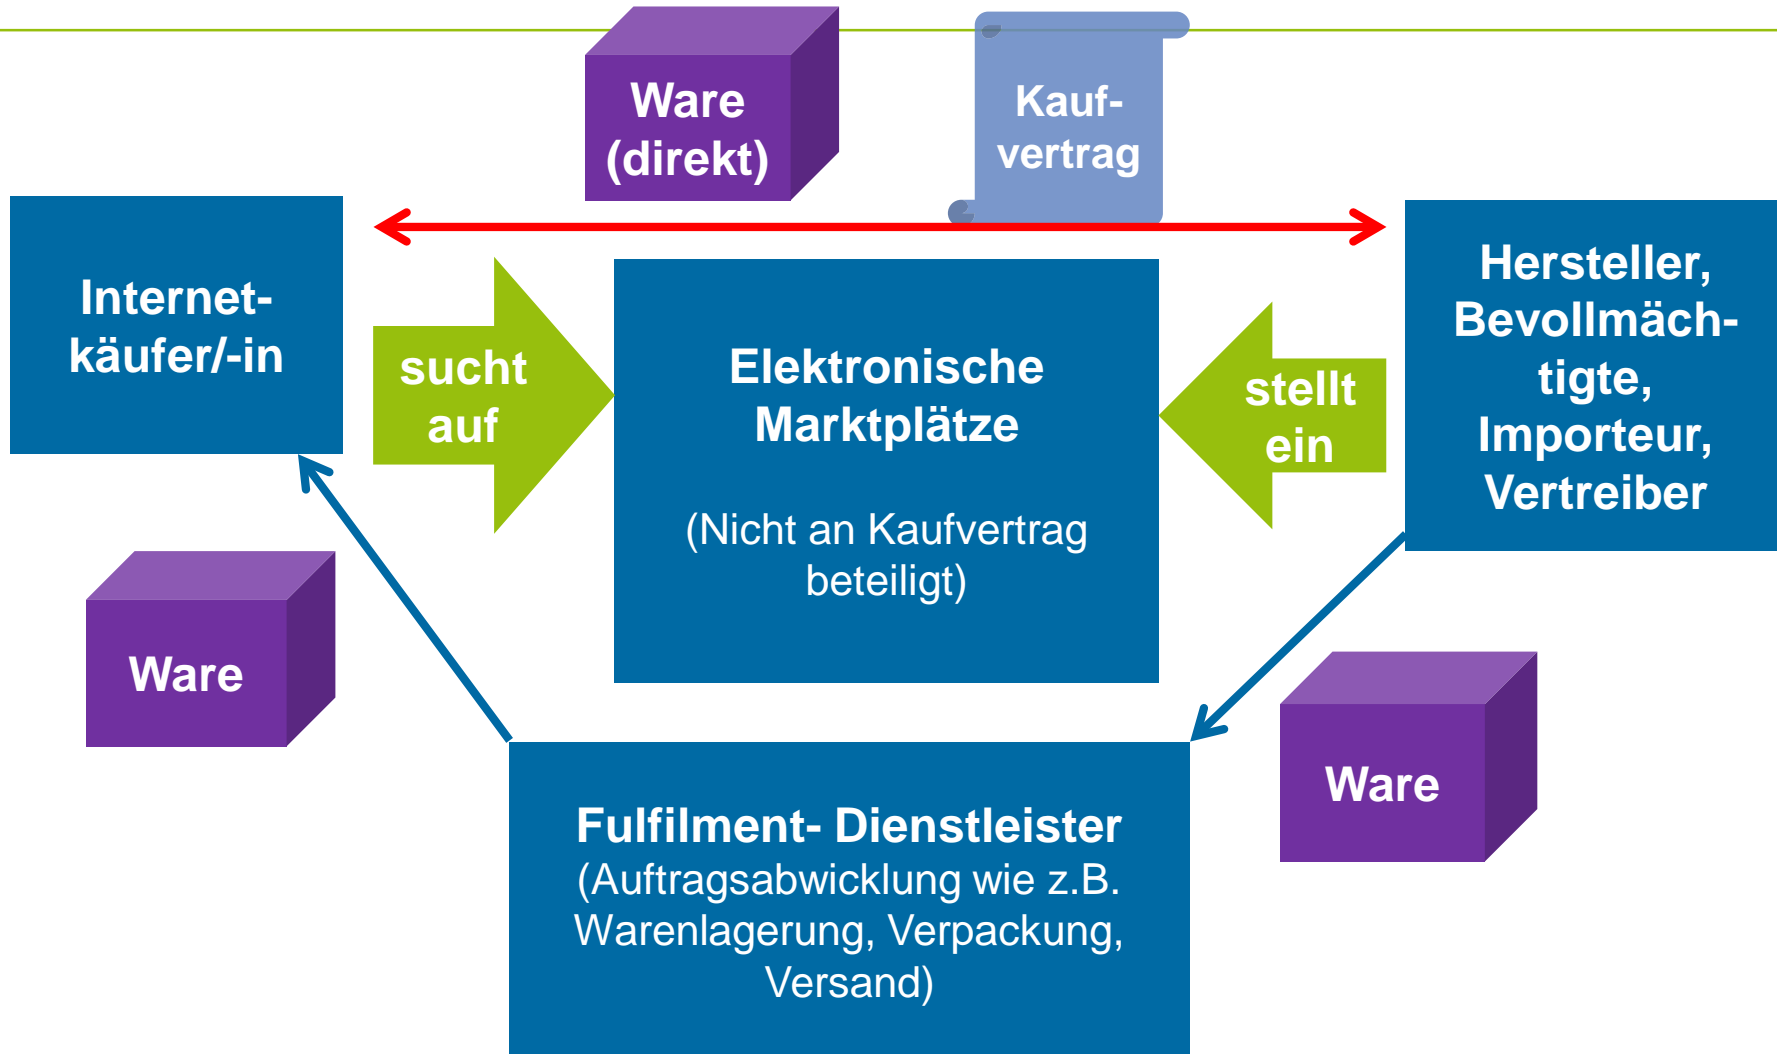 Ware
(direkt)
Kauf-
vertrag
Internet-
käufer/-in
sucht
auf
Elektronische
Marktplätze
(Nicht an Kaufvertrag
beteiligt)
stellt
ein
Hersteller,
Bevollmäch-
tigte,
Importeur,
Vertreiber
Ware
Ware
Fulfilment- Dienstleister
(Auftragsabwicklung wie z.B.
Warenlagerung, Verpackung,
Versand)